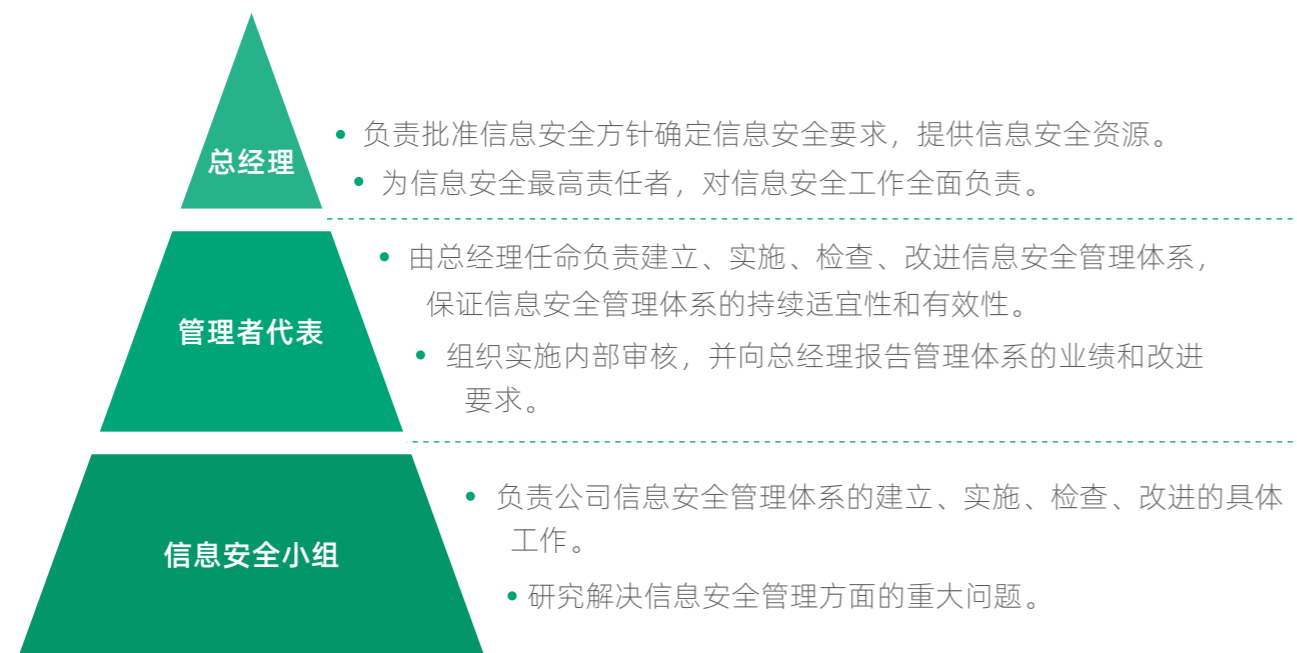 总经理
• 负责批准信息安全方针确定信息安全要求，提供信息安全资源。
• 为信息安全最高责任者，对信息安全工作全面负责。
管理者代表
• 由总经理任命负责建立、实施、检查、改进信息安全管理体系，
保证信息安全管理体系的持续适宜性和有效性。
• 组织实施内部审核，并向总经理报告管理体系的业绩和改进
要求。
信息安全小组
• 负责公司信息安全管理体系的建立、实施、检查、改进的具体
工作。
• 研究解决信息安全管理方面的重大问题。